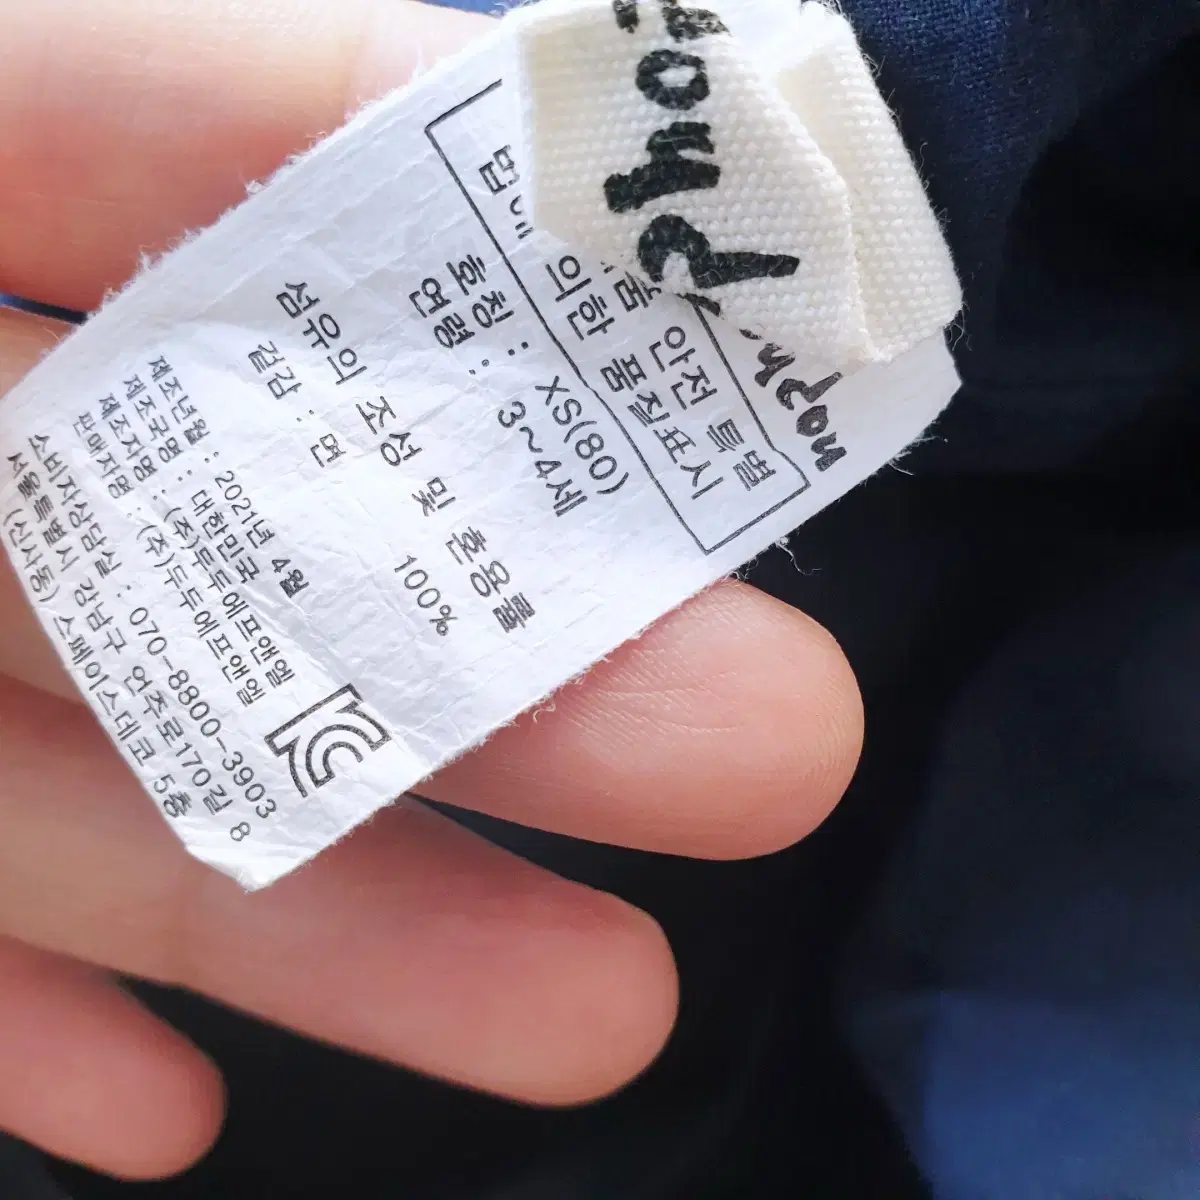 phon
don
안전 특별
의한 품질표시
호칭 : XS(80)
연령 : 3~4세
섬유의 조성 및 혼용률
겉감 : 면 100%
제조년월 : 2021년 4월
제조국명 : 대한민국
제조자명 : (주)두두에프앤엘
판매자명 : (주)두두에프앤엘
소비자상담실 : 070-8800-3903
서울특별시 강남구 언주로170길 8
(신사동) 스페이스데코 5층